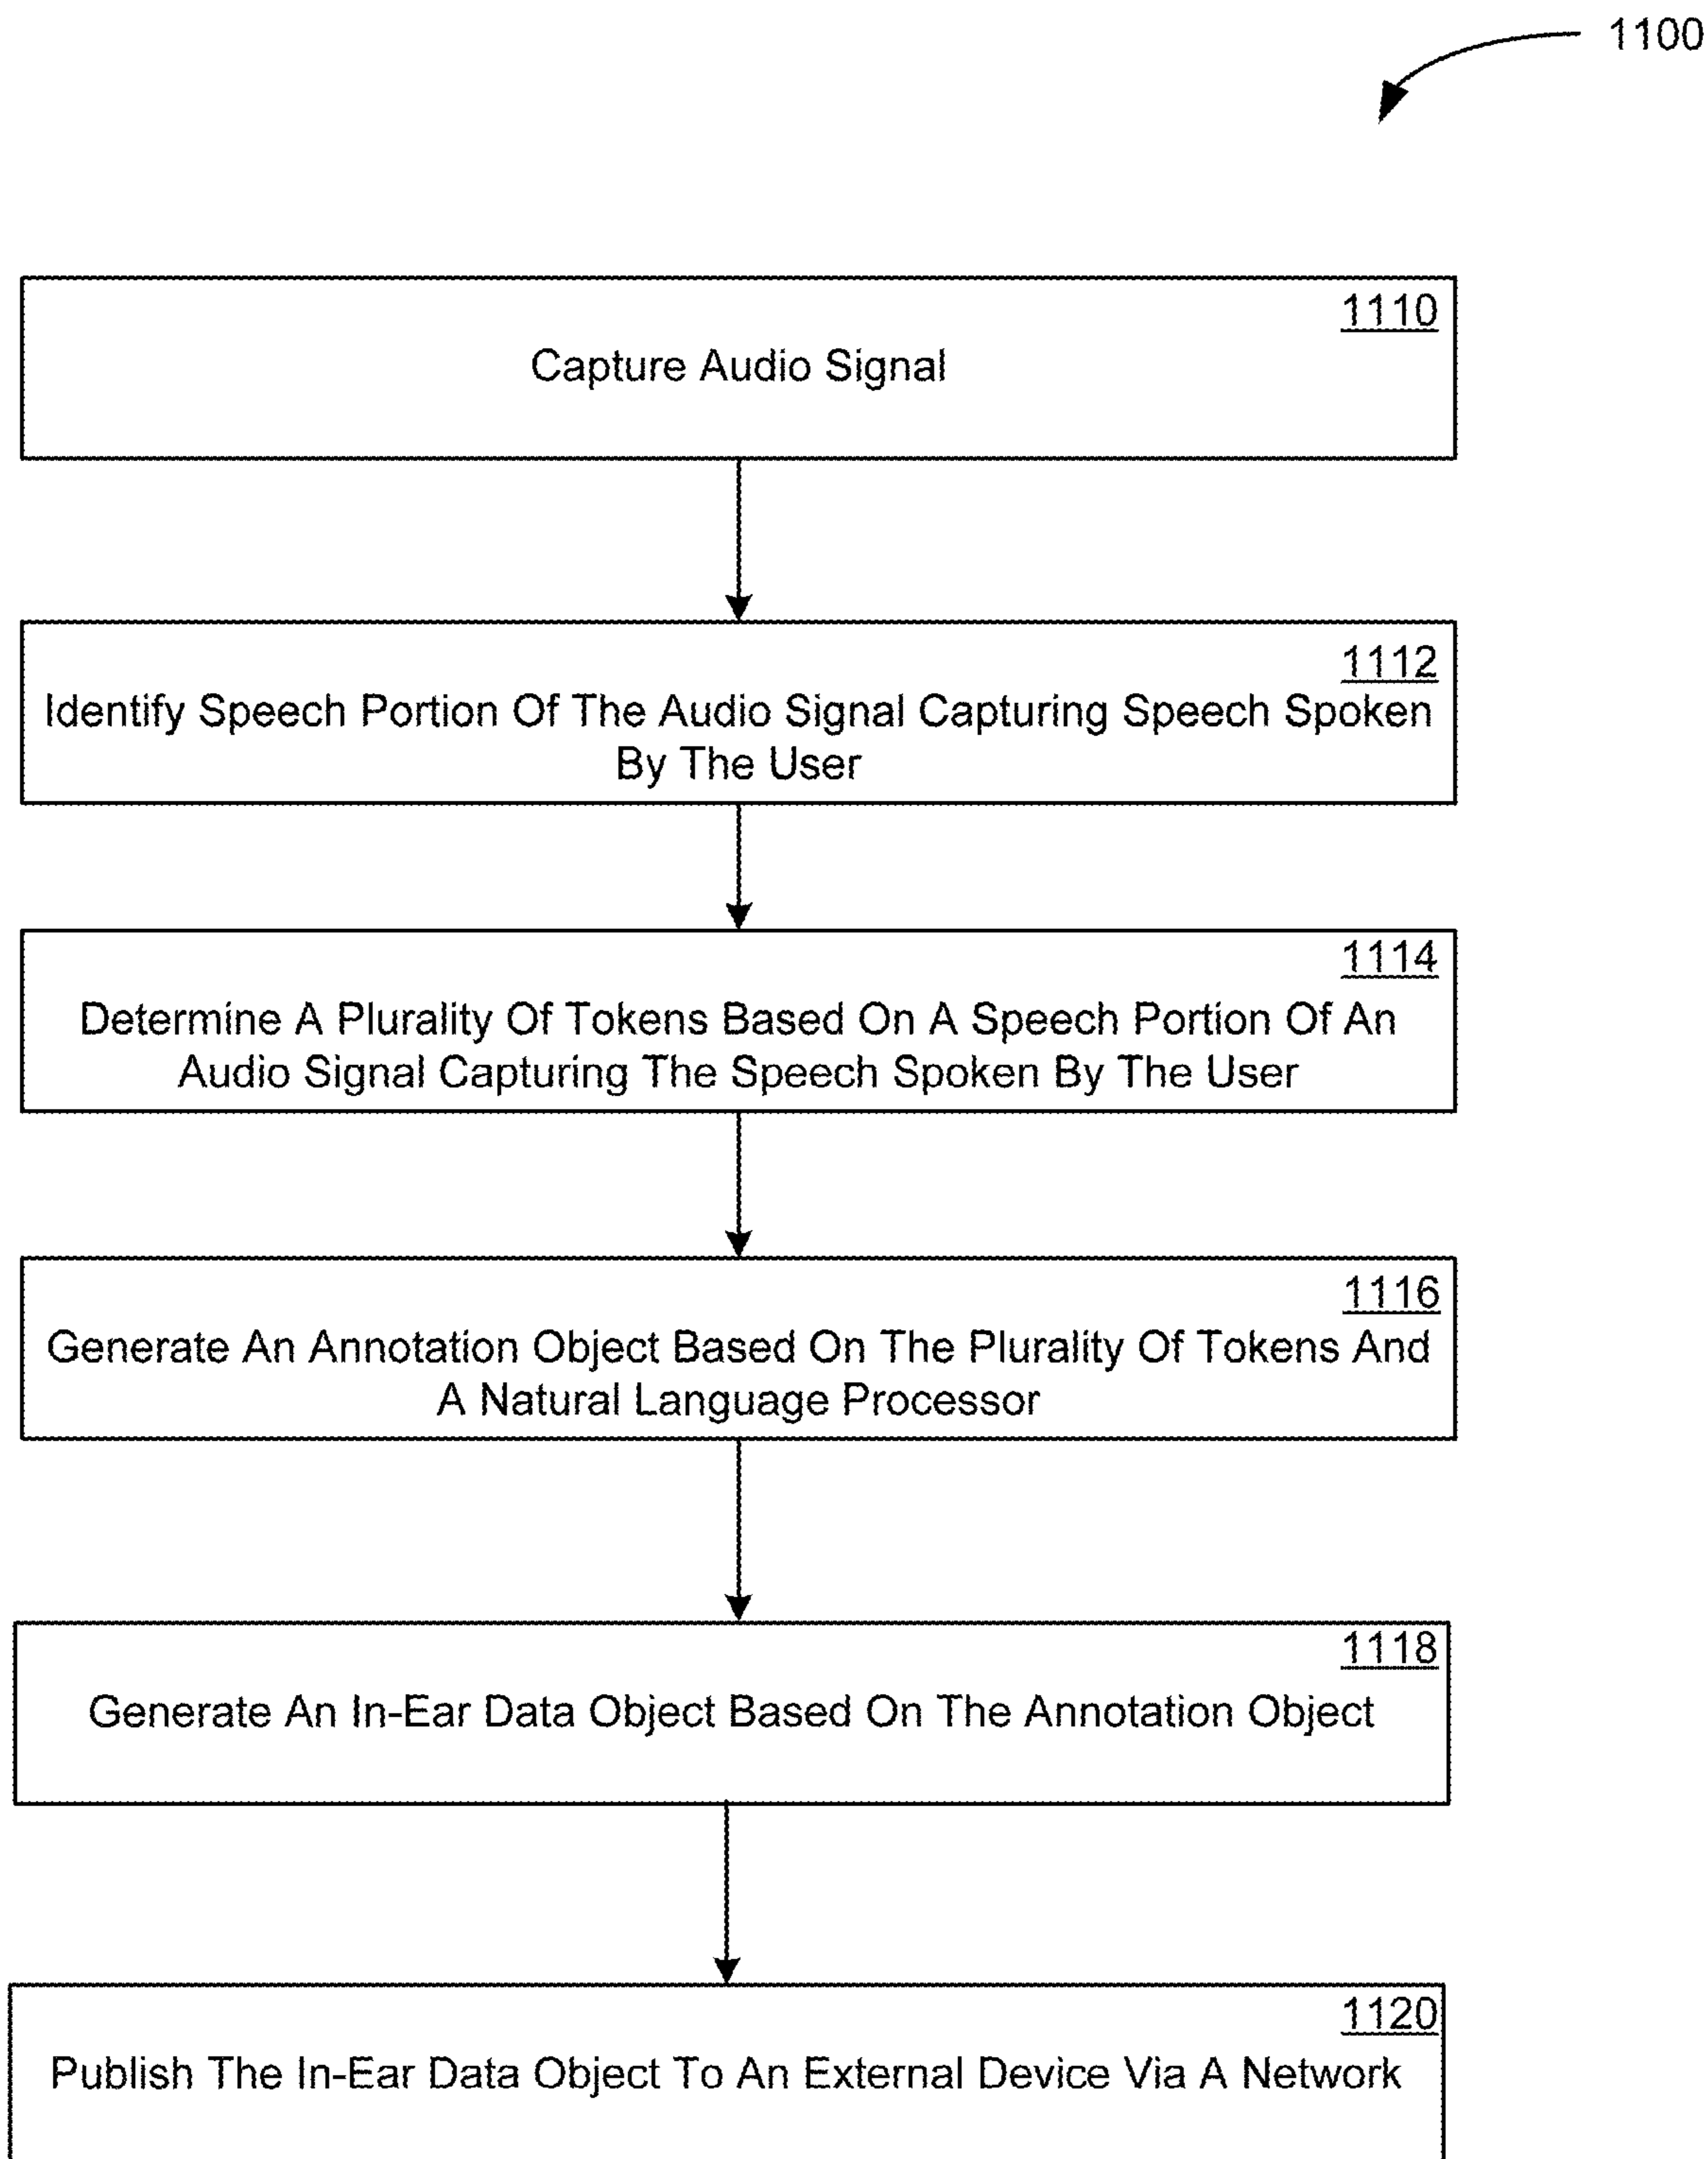 1100
1110
Capture Audio Signal
1112
Identify Speech Portion Of The Audio Signal Capturing Speech Spoken
By The User
1114
Determine A Plurality Of Tokens Based On A Speech Portion Of An
Audio Signal Capturing The Speech Spoken By The User
1116
Generate An Annotation Object Based On The Plurality Of Tokens And
A Natural Language Processor
1118
Generate An In-Ear Data Object Based On The Annotation Object
1120
Publish The In-Ear Data Object To An External Device Via A Network